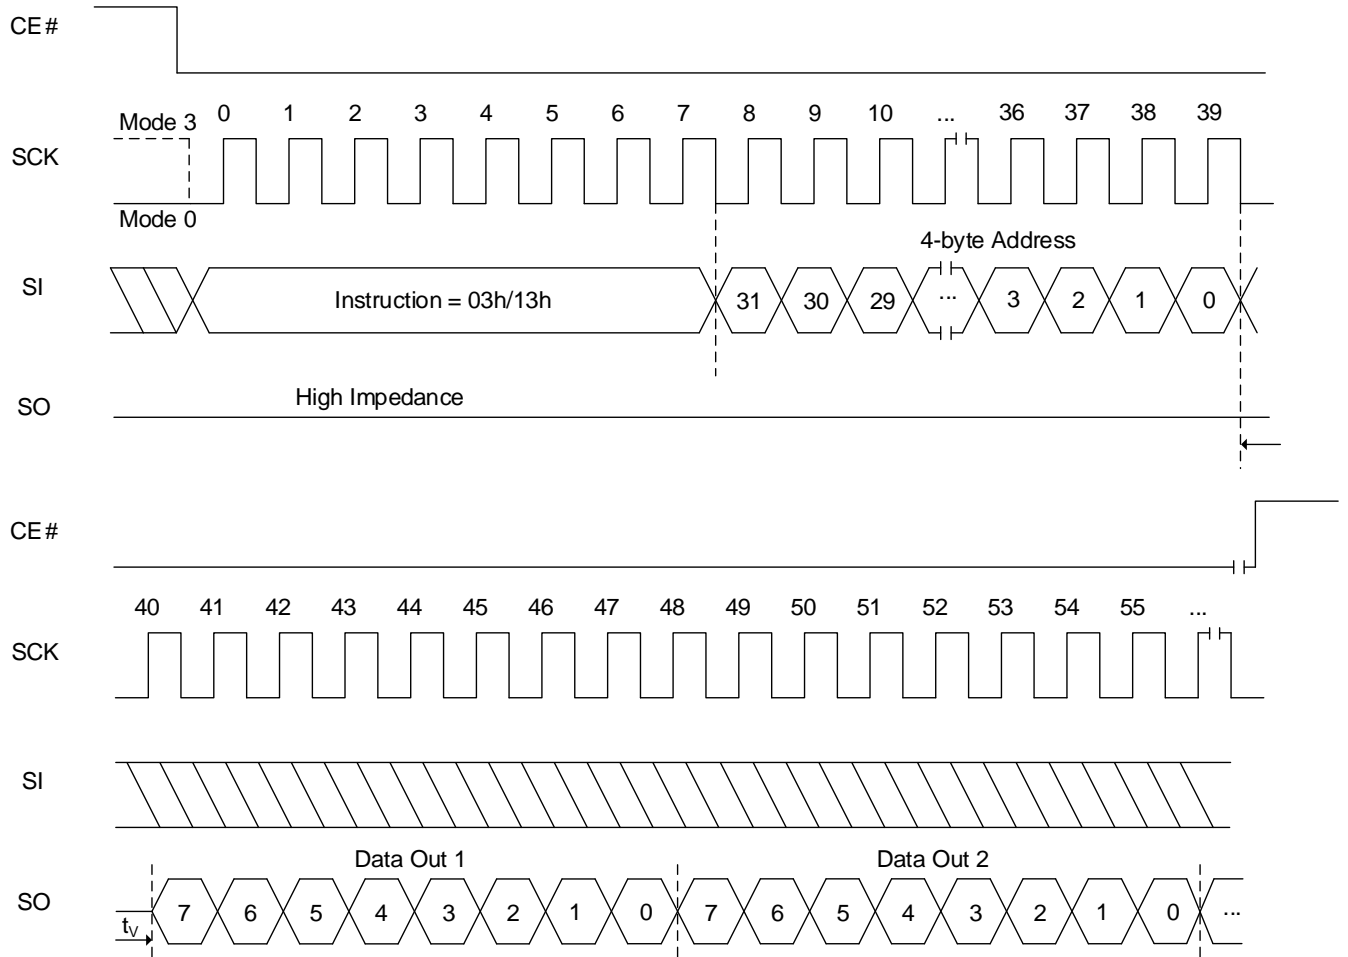 CE#
0 1 2 3 4 5 6 7 8 9 10 ... 36 37 38 39
Mode 3
SCK
Mode 0
4-byte Address
SI
Instruction = 03h/13h 31 30 29 ... 3 2 1 0
High Impedance
SO
CE#
40 41 42 43 44 45 46 47 48 49 50 51 52 53 54 55 ...
SCK
SI
Data Out 1 Data Out 2
SO
7 6 5 4 3 2 1 0 7 6 5 4 3 2 1 0 ...
tV